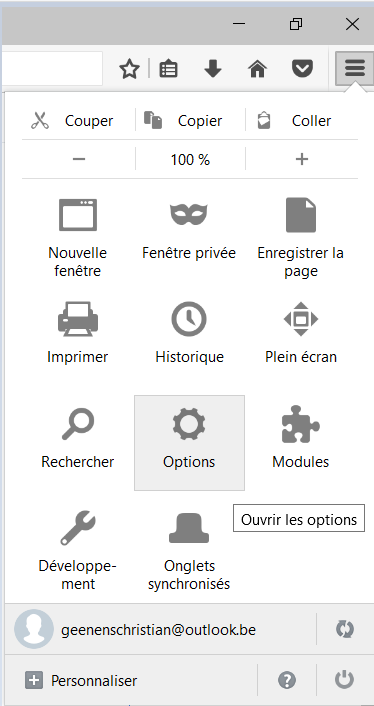 Couper Copier Coller
− 100 % +
Nouvelle fenêtre
Fenêtre privée
Enregistrer la page
Imprimer
Historique
Plein écran
Rechercher
Options
Modules
Ouvrir les options
Développe-
ment
Onglets
synchronisés
geenenschristian@outlook.be
Personnaliser